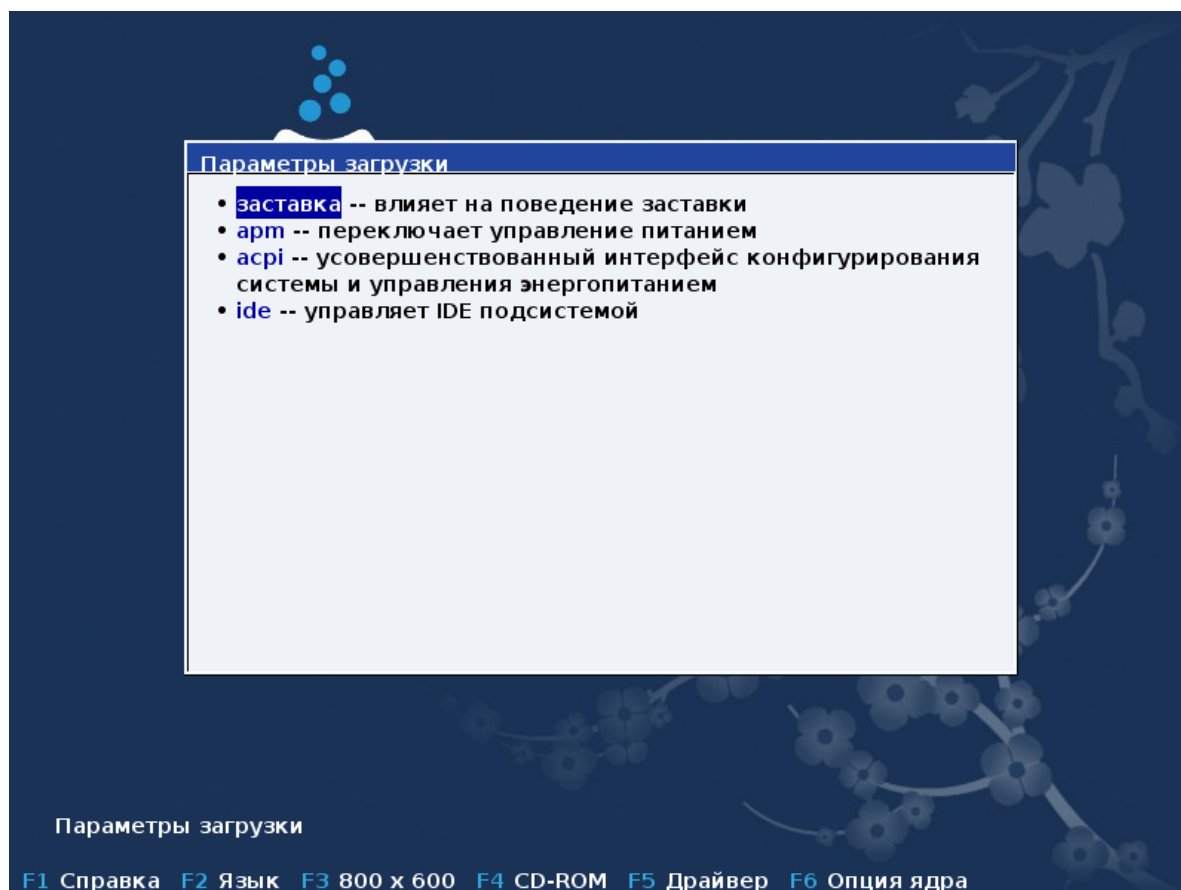 Параметры загрузки
• заставка -- влияет на поведение заставки
• apm -- переключает управление питанием
• acpi -- усовершенствованный интерфейс конфигурирования
системы и управления энергопитанием
• ide -- управляет IDE подсистемой
Параметры загрузки
F1 Справка F2 Язык F3 800 x 600 F4 CD-ROM F5 Драйвер F6 Опция ядра